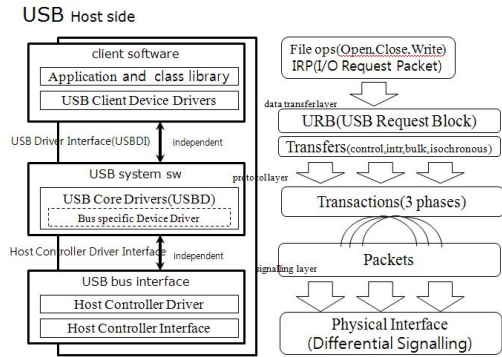 USB Host side
client software
Application and class library
USB Client Device Drivers
USB Driver Interface(USBDI)
independent
USB system sw
USB Core Drivers(USBD)
Bus specific Device Driver
Host Controller Driver Interface
independent
USB bus interface
Host Controller Driver
Host Controller Interface
File ops(Open,Close,Write)
IRP(I/O Request Packet)
data transfer layer
URB(USB Request Block)
Transfers(control,intr,bulk,isochronous)
protocol layer
Transactions(3 phases)
Packets
signalling layer
Physical Interface
(Differential Signalling)